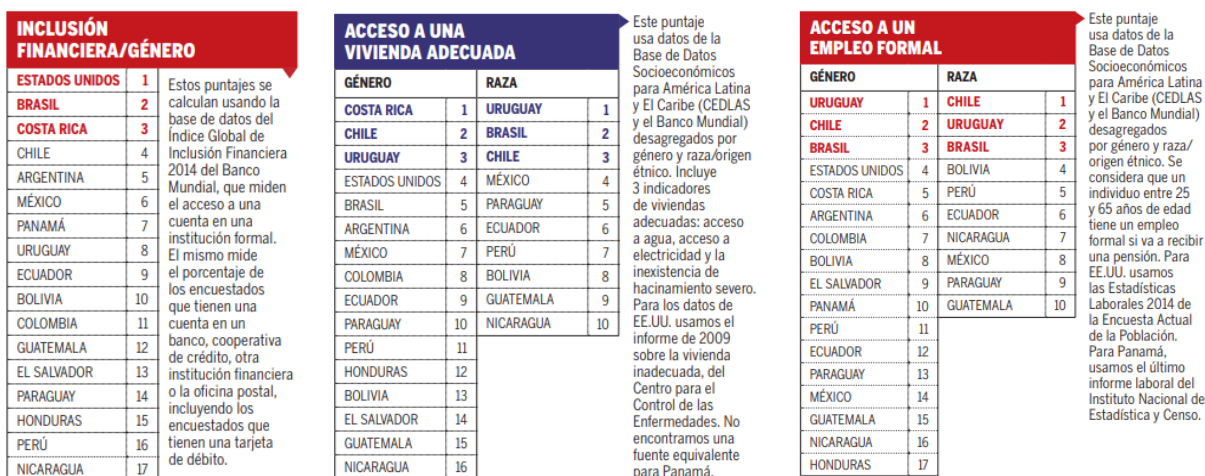 INCLUSIÓN
FINANCIERA/GÉNERO
ESTADOS UNIDOS 1
BRASIL 2
COSTA RICA 3
CHILE 4
ARGENTINA 5
MÉXICO 6
PANAMÁ 7
URUGUAY 8
ECUADOR 9
BOLIVIA 10
COLOMBIA 11
GUATEMALA 12
EL SALVADOR 13
PARAGUAY 14
HONDURAS 15
PERÚ 16
NICARAGUA 17
Estos puntajes se
calculan usando la
base de datos del
Índice Global de
Inclusión Financiera
2014 del Banco
Mundial, que miden
el acceso a una
cuenta en una
institución formal.
El mismo mide
el porcentaje de
los encuestados
que tienen una
cuenta en un
banco, cooperativa
de crédito, otra
institución financiera
o la oficina postal,
incluyendo los
encuestados que
tienen una tarjeta
de débito.
ACCESO A UNA
VIVIENDA ADECUADA
GÉNERO RAZA
COSTA RICA 1 URUGUAY 1
CHILE 2 BRASIL 2
URUGUAY 3 CHILE 3
ESTADOS UNIDOS 4 MÉXICO 4
BRASIL 5 PARAGUAY 5
ARGENTINA 6 ECUADOR 6
MÉXICO 7 PERÚ 7
COLOMBIA 8 BOLIVIA 8
ECUADOR 9 GUATEMALA 9
PARAGUAY 10 NICARAGUA 10
PERÚ 11
HONDURAS 12
BOLIVIA 13
EL SALVADOR 14
GUATEMALA 15
NICARAGUA 16
Este puntaje
usa datos de la
Base de Datos
Socioeconómicos
para América Latina
y El Caribe (CEDLAS
y el Banco Mundial)
desagregados por
género y raza/origen
étnico. Incluye
3 indicadores
de viviendas
adecuadas: acceso
a agua, acceso a
electricidad y la
inexistencia de
hacinamiento severo.
Para los datos de
EE.UU. usamos el
informe de 2009
sobre la vivienda
inadecuada, del
Centro para el
Control de las
Enfermedades. No
encontramos una
fuente equivalente
para Panamá.
ACCESO A UN
EMPLEO FORMAL
GÉNERO RAZA
URUGUAY 1 CHILE 1
CHILE 2 URUGUAY 2
BRASIL 3 BRASIL 3
ESTADOS UNIDOS 4 BOLIVIA 4
COSTA RICA 5 PERÚ 5
ARGENTINA 6 ECUADOR 6
COLOMBIA 7 NICARAGUA 7
BOLIVIA 8 MÉXICO 8
EL SALVADOR 9 PARAGUAY 9
PANAMÁ 10 GUATEMALA 10
PERÚ 11
ECUADOR 12
PARAGUAY 13
MÉXICO 14
GUATEMALA 15
NICARAGUA 16
HONDURAS 17
Este puntaje
usa datos de la
Base de Datos
Socioeconómicos
para América Latina
y El Caribe (CEDLAS
y el Banco Mundial)
desagregados
por género y raza/
origen étnico. Se
considera que un
individuo entre 25
y 65 años de edad
tiene un empleo
formal si va a recibir
una pensión. Para
EE.UU. usamos
las Estadísticas
Laborales 2014 de
la Encuesta Actual
de la Población.
Para Panamá,
usamos el último
informe laboral del
Instituto Nacional de
Estadística y Censo.